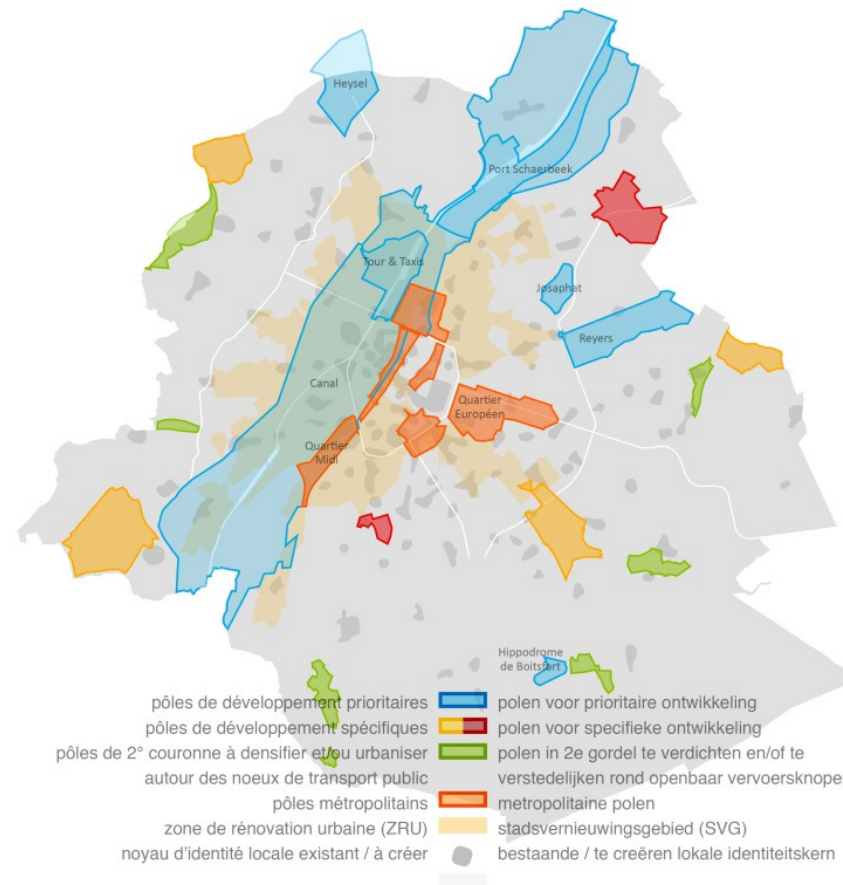 Heysel
Port Schaerbeek
Tour & Taxis
Josaphat
Reyers
Canal
Quartier
Européen
Quartier
Midi
Hippodrome
de Boitsfort
pôles de développement prioritaires polen voor prioritaire ontwikkeling
pôles de développement spécifiques polen voor specifieke ontwikkeling
pôles de 2° couronne à densifier et/ou urbaniser polen in 2e gordel te verdichten en/of te
autour des noeux de transport public verstedelijken rond openbaar vervoersknope
pôles métropolitains metropolitaine polen
zone de rénovation urbaine (ZRU) stadsvernieuwingsgebied (SVG)
noyau d'identité locale existant / à créer bestaande / te creëren lokale identiteitskern